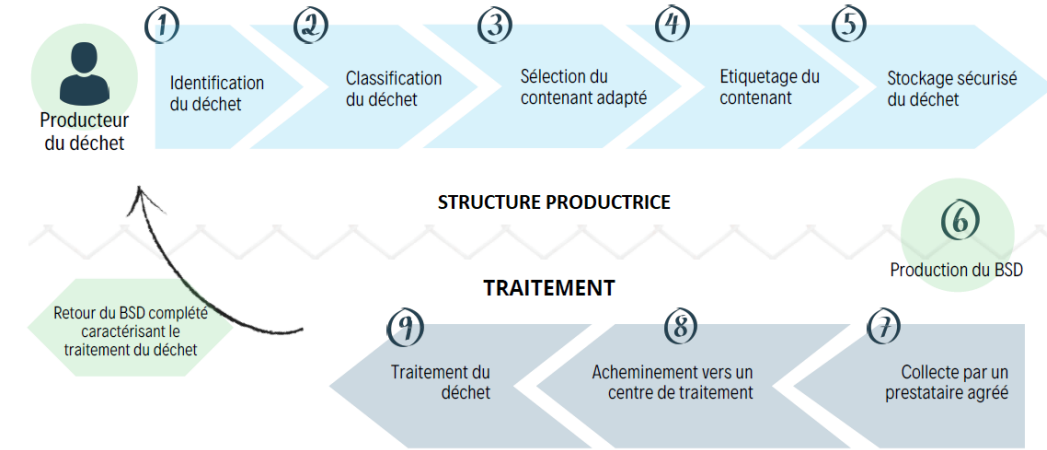 1
2
3
4
5
Producteur
du déchet
Identification
du déchet
Classification
du déchet
Sélection du
contenant adapté
Etiquetage du
contenant
Stockage sécurisé
du déchet
STRUCTURE PRODUCTRICE
6
Production du BSD
TRAITEMENT
Retour du BSD complété
caractérisant le
traitement du déchet
9
Traitement du
déchet
8
Acheminement vers un
centre de traitement
7
Collecte par un
prestataire agréé